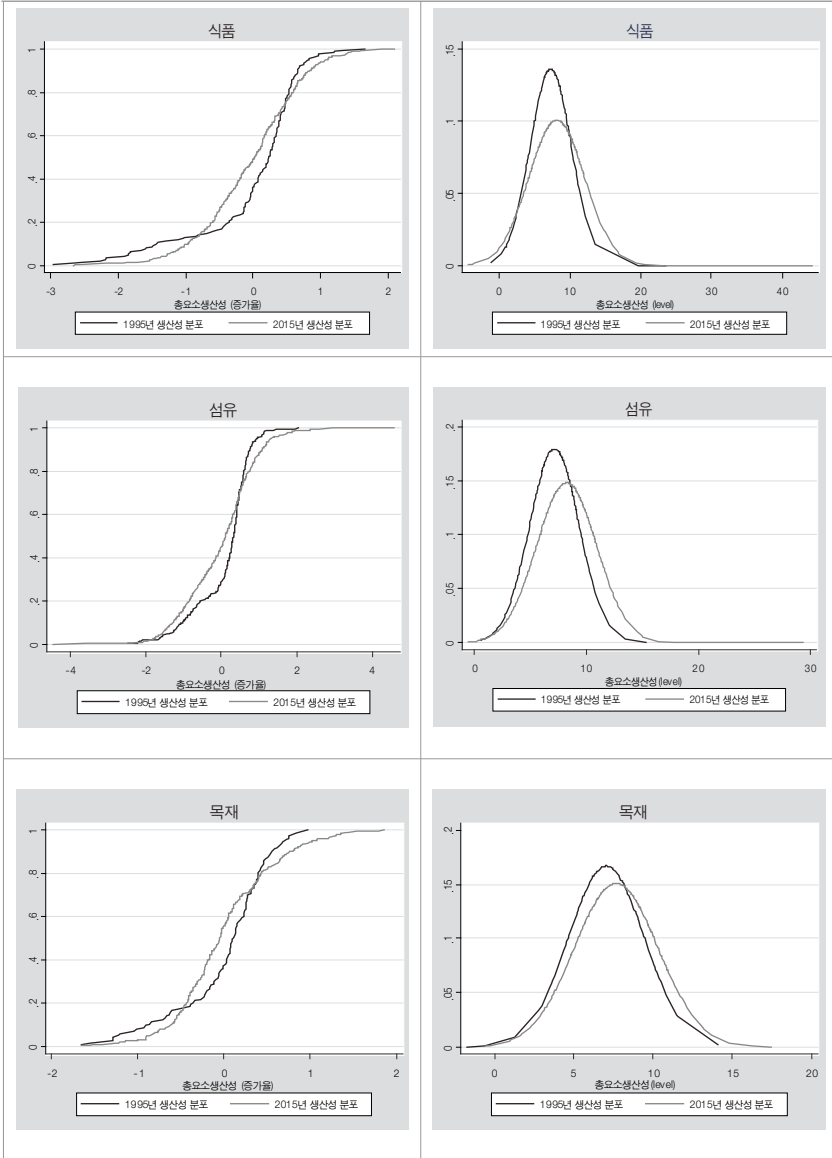 식품
0 .2 .4 .6 .8 1
-3 -2 -1 0 1 2
총요소생산성 (증가율)
1995년 생산성 분포 2015년 생산성 분포
식품
0 .05 .1 .15
0 10 20 30 40
총요소생산성 (level)
1995년 생산성 분포 2015년 생산성 분포
섬유
0 .2 .4 .6 .8 1
-4 -2 0 2 4
총요소생산성 (증가율)
1995년 생산성 분포 2015년 생산성 분포
섬유
0 .05 .1 .15 .2
0 10 20 30
총요소생산성(level)
1995년 생산성 분포 2015년 생산성 분포
목재
0 .2 .4 .6 .8 1
-2 -1 0 1 2
총요소생산성 (증가율)
1995년 생산성 분포 2015년 생산성 분포
목재
0 .05 .1 .15 .2
0 5 10 15 20
총요소생산성(level)
1995년 생산성 분포 2015년 생산성 분포